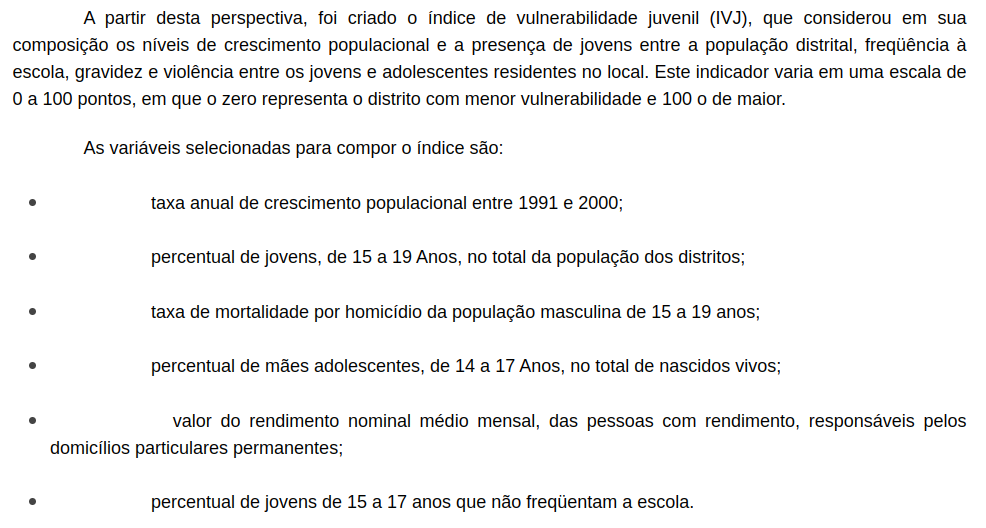 A partir desta perspectiva, foi criado o índice de vulnerabilidade juvenil (IVJ), que considerou em sua
composição os níveis de crescimento populacional e a presença de jovens entre a população distrital, freqüência à
escola, gravidez e violência entre os jovens e adolescentes residentes no local. Este indicador varia em uma escala de
0 a 100 pontos, em que o zero representa o distrito com menor vulnerabilidade e 100 o de maior.
As variáveis selecionadas para compor o índice são:
• taxa anual de crescimento populacional entre 1991 e 2000;
• percentual de jovens, de 15 a 19 Anos, no total da população dos distritos;
• taxa de mortalidade por homicídio da população masculina de 15 a 19 anos;
• percentual de mães adolescentes, de 14 a 17 Anos, no total de nascidos vivos;
• valor do rendimento nominal médio mensal, das pessoas com rendimento, responsáveis pelos
domicílios particulares permanentes;
• percentual de jovens de 15 a 17 anos que não freqüentam a escola.